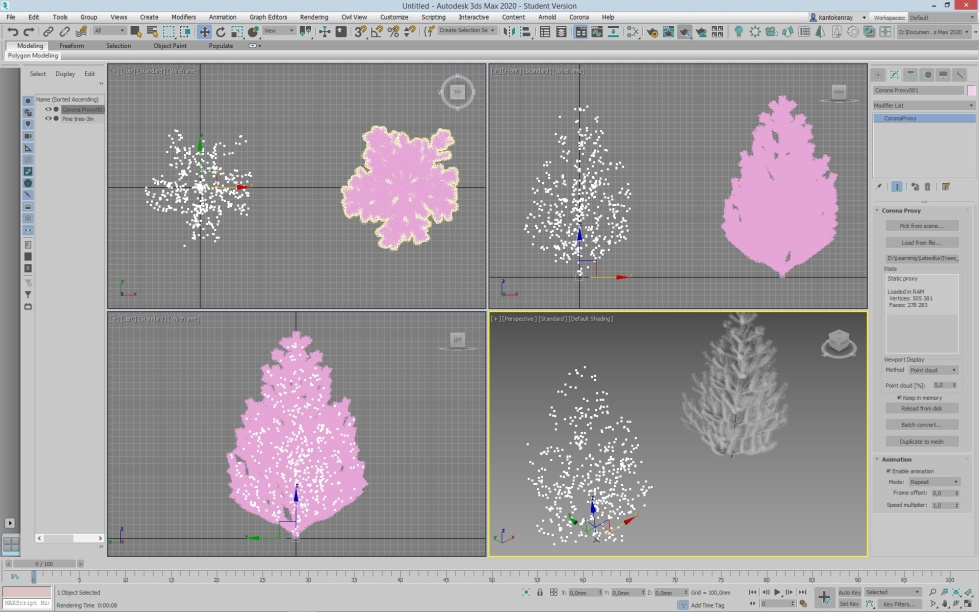 Untitled - Autodesk 3ds Max 2020 - Student Version
File Edit Tools Group Views Create Modifiers Animation Graph Editors Rendering Civil View Customize Scripting Interactive Content Arnold Corona Help
kantokenray Workspaces: Default
All View Create Selection Se D:\Documen...s Max 2020
Modeling Freeform Selection Object Paint Populate
Polygon Modeling
Select Display Edit
Name (Sorted Ascending)
Corona Proxy00
Pine tree-3m
[+] [Top] [Standard] [Wireframe]
TOP
[+] [Front] [Standard] [Wireframe]
[+] [Left] [Standard] [Wireframe]
LEFT
[+] [Perspective] [Standard] [Default Shading]
Corona Proxy001
Modifier List
CoronaProxy
Corona Proxy
Pick from scene...
Load from file...
Stats
Static proxy
Loaded in RAM
Vertices: 505 381
Faces: 278 283
Viewport Display
Method Point cloud
Point cloud [%]: 5,0
Keep in memory
Reload from disk
Batch convert...
Duplicate to mesh
Animation
Enable animation
Mode: Repeat
Frame offset: 0,0
Speed multiplier: 1,0
0 / 100
0 5 10 15 20 25 30 35 40 45 50 55 60 65 70 75 80 85 90 95 100
1 Object Selected
X: 0,0mm Y: 0,0mm Z: 0,0mm Grid = 100,0mm
Auto Key Selected
MAXScript Mi
Rendering Time 0:00:08
Add Time Tag
0
Set Key Key Filters...